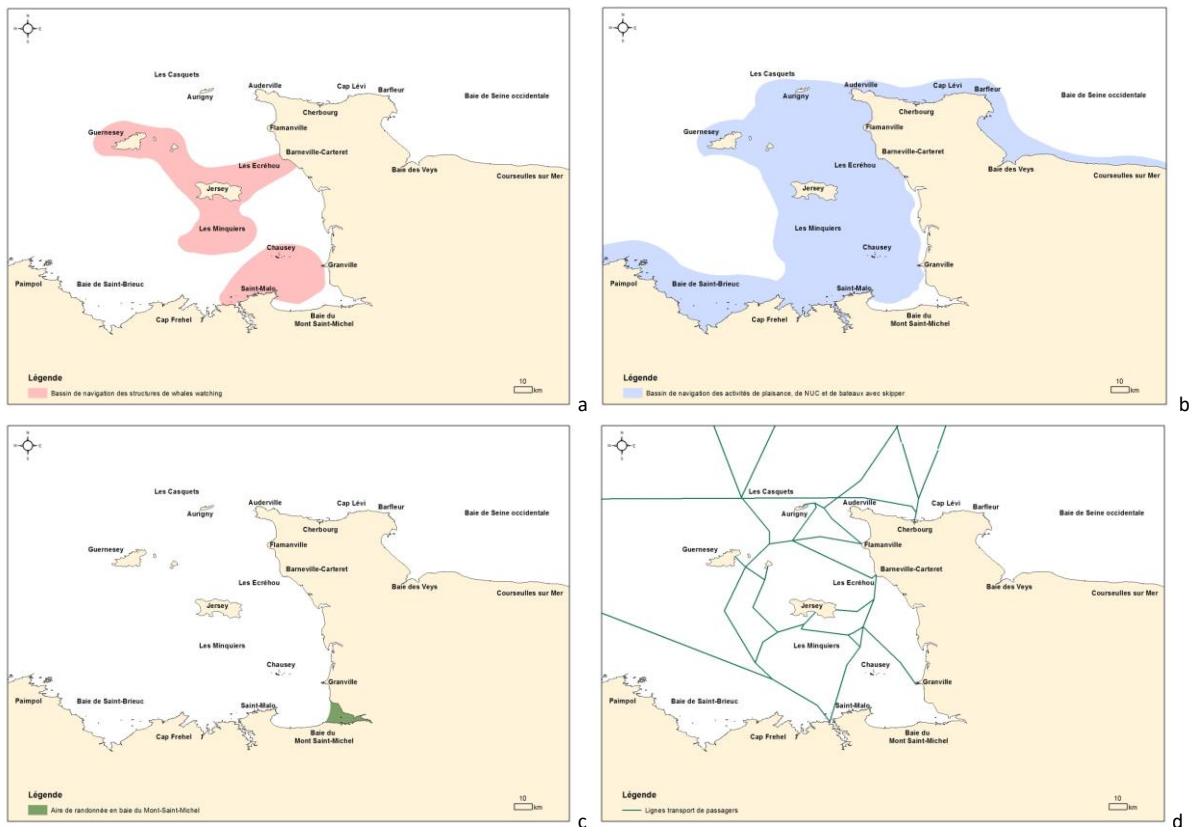 Les Casquets
Aurigny
Auderville
Cap Lévi
Barfleur
Cherbourg
Baie de Seine occidentale
Guernesey
Flamanville
Barneville-Carteret
Les Ecréhou
Baie des Veys
Courseulles sur Mer
Jersey
Les Minquiers
Chausey
Granville
Paimpol
Baie de Saint-Brieuc
Saint-Malo
Cap Frehel
Baie du
Mont Saint-Michel
Légende
Bassin de navigation des structures de whales watching
10
km
a
Les Casquets
Aurigny
Auderville
Cap Lévi
Barfleur
Cherbourg
Baie de Seine occidentale
Guernesey
Flamanville
Barneville-Carteret
Les Ecréhou
Baie des Veys
Courseulles sur Mer
Jersey
Les Minquiers
Chausey
Granville
Paimpol
Baie de Saint-Brieuc
Saint-Malo
Cap Frehel
Baie du
Mont Saint-Michel
Légende
Bassin de navigation des activités de plaisance, de NUC et de bateaux avec skipper
10
km
b
Les Casquets
Aurigny
Auderville
Cap Lévi
Barfleur
Cherbourg
Baie de Seine occidentale
Guernesey
Flamanville
Barneville-Carteret
Les Ecréhou
Baie des Veys
Courseulles sur Mer
Jersey
Les Minquiers
Chausey
Granville
Paimpol
Baie de Saint-Brieuc
Saint-Malo
Cap Frehel
Baie du
Mont Saint-Michel
Légende
Aire de randonnée en baie du Mont-Saint-Michel
10
km
c
Les Casquets
Aurigny
Auderville
Cap Lévi
Barfleur
Cherbourg
Baie de Seine occidentale
Guernesey
Flamanville
Barneville-Carteret
Les Ecréhou
Baie des Veys
Courseulles sur Mer
Jersey
Les Minquiers
Chausey
Granville
Paimpol
Baie de Saint-Brieuc
Saint-Malo
Cap Frehel
Baie du
Mont Saint-Michel
Légende
Lignes transport de passagers
10
km
d